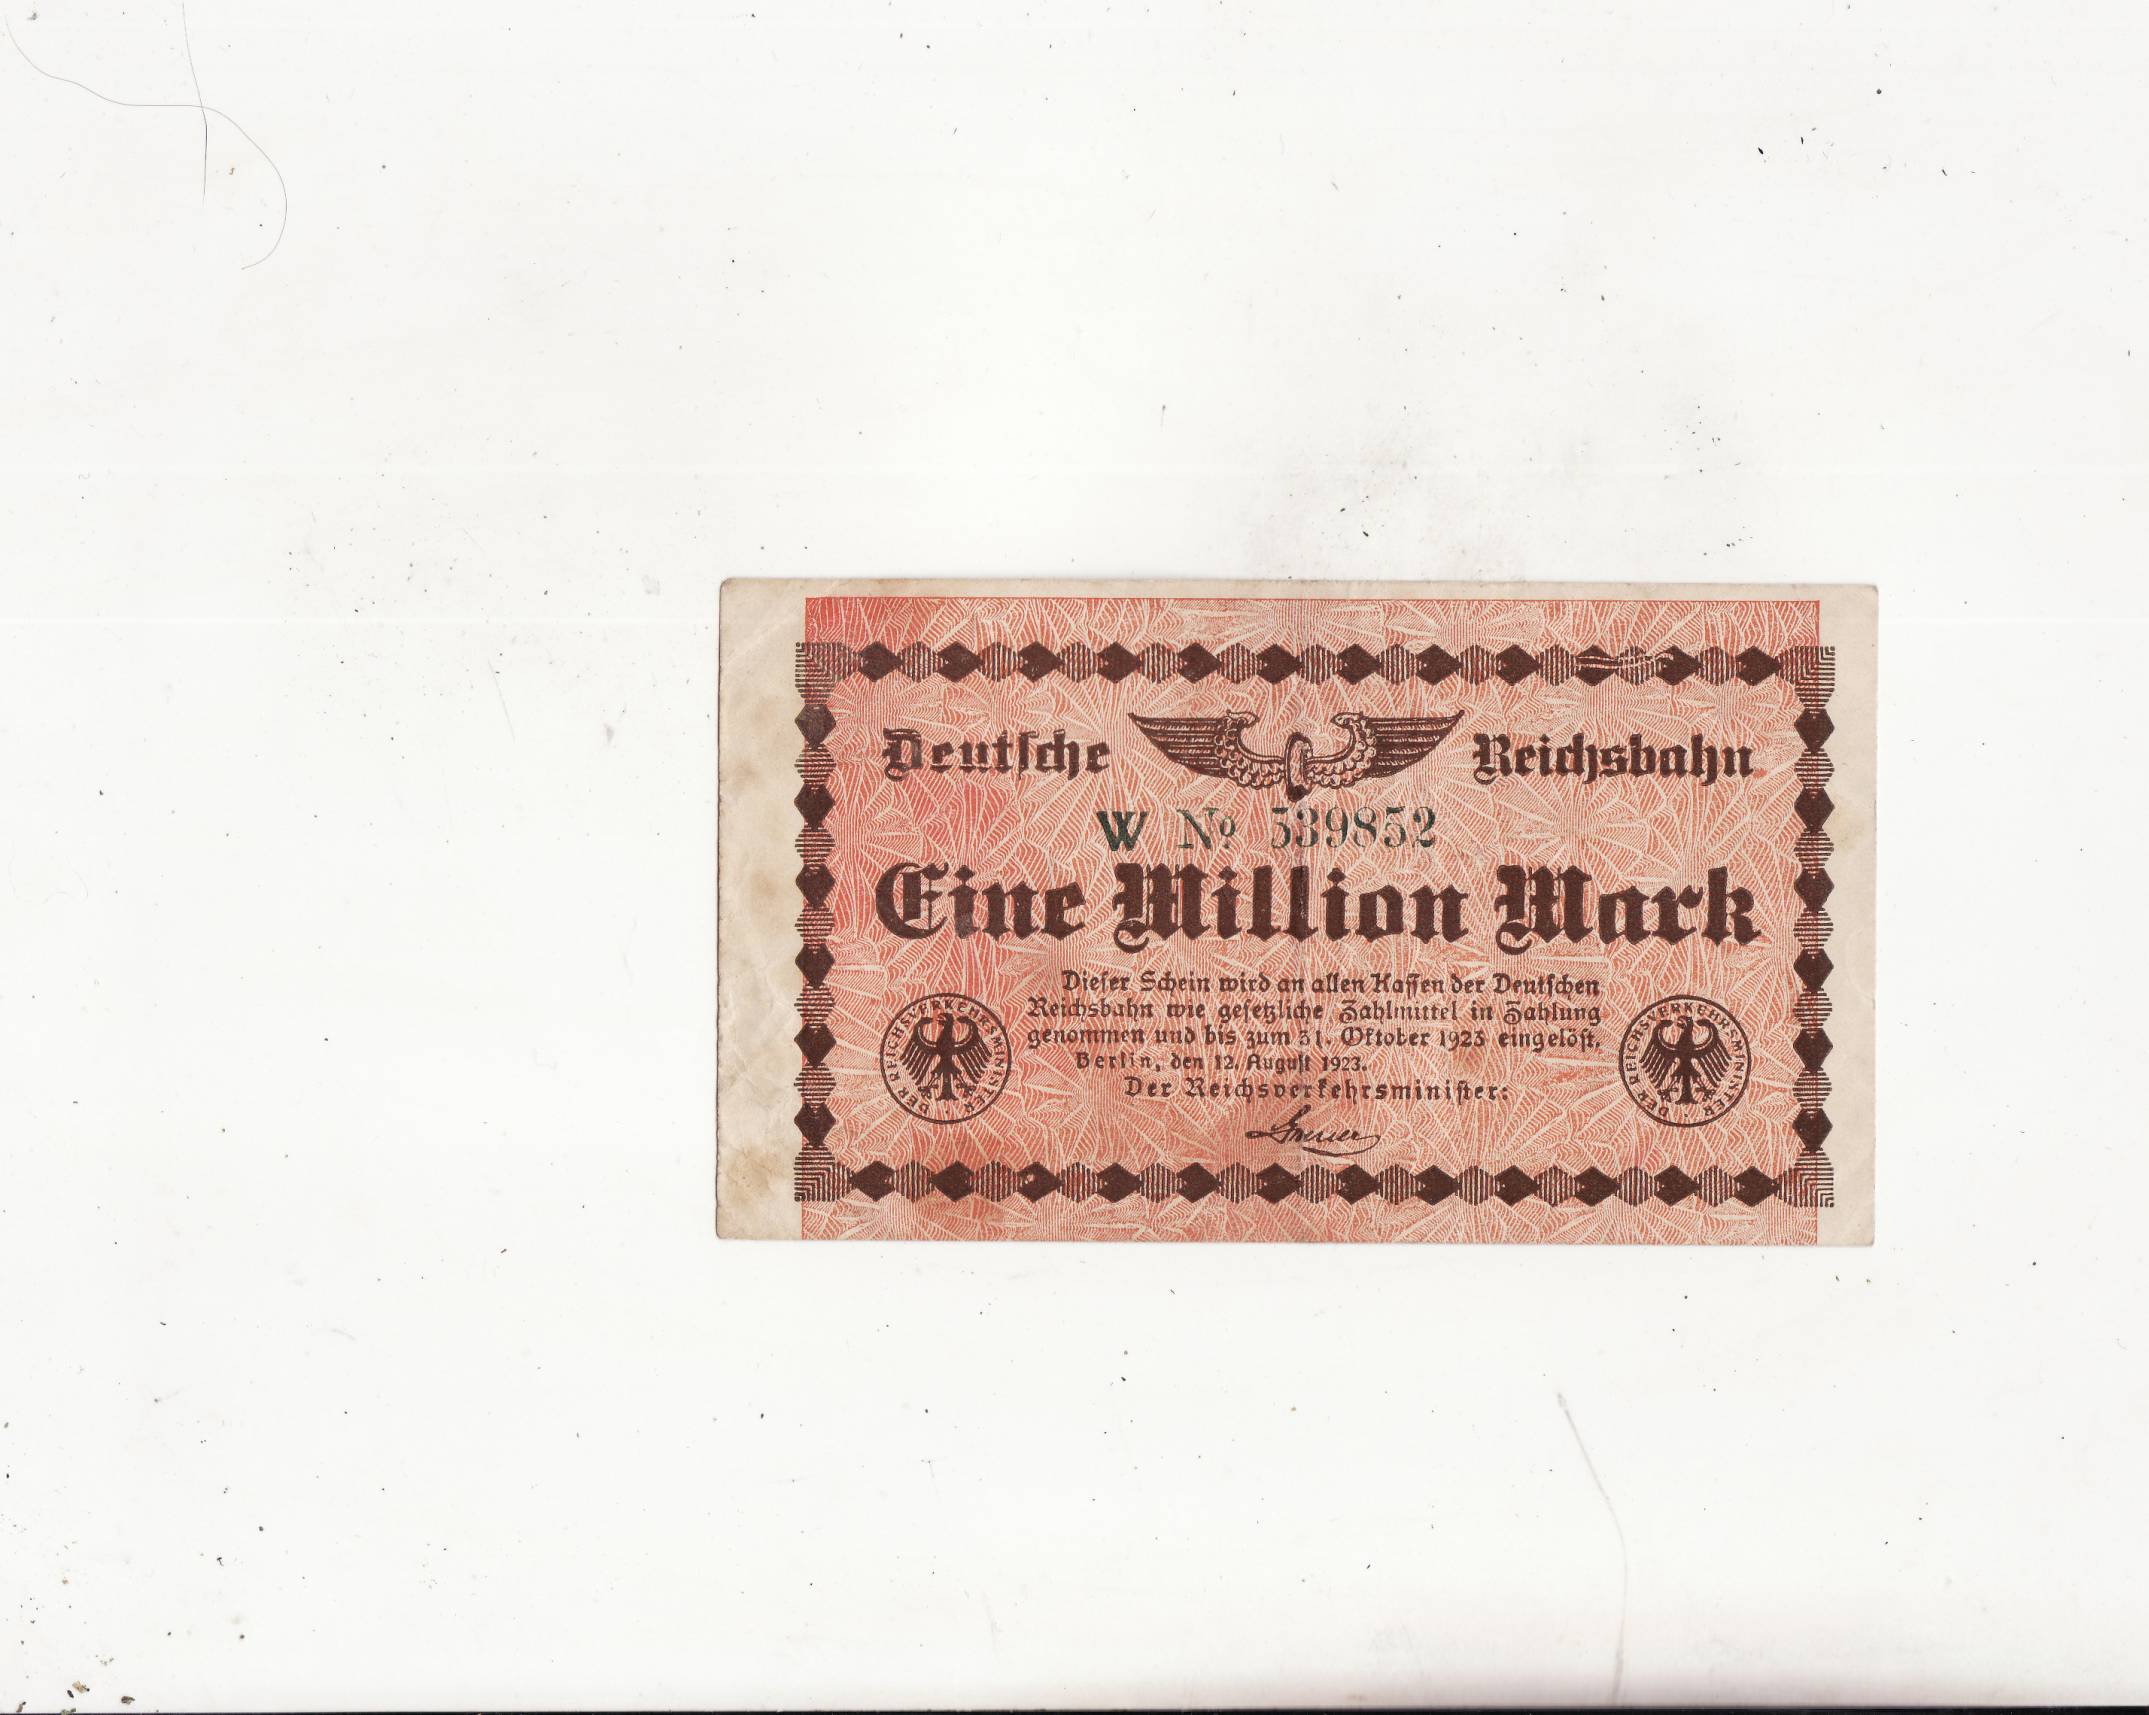 Deutsche Reichsbahn
W No 539852
Eine Million Mark
Dieser Schein wird an allen Kassen der Deutschen
Reichsbahn wie gesetzliche Zahlmittel in Zahlung
genommen und bis zum 31. Oktober 1923 eingelöst.
Berlin, den 12. August 1923.
Der Reichsverkehrsminister:
Groener
DER REICHSVERKEHRSMINISTER
DER REICHSVERKEHRSMINISTER